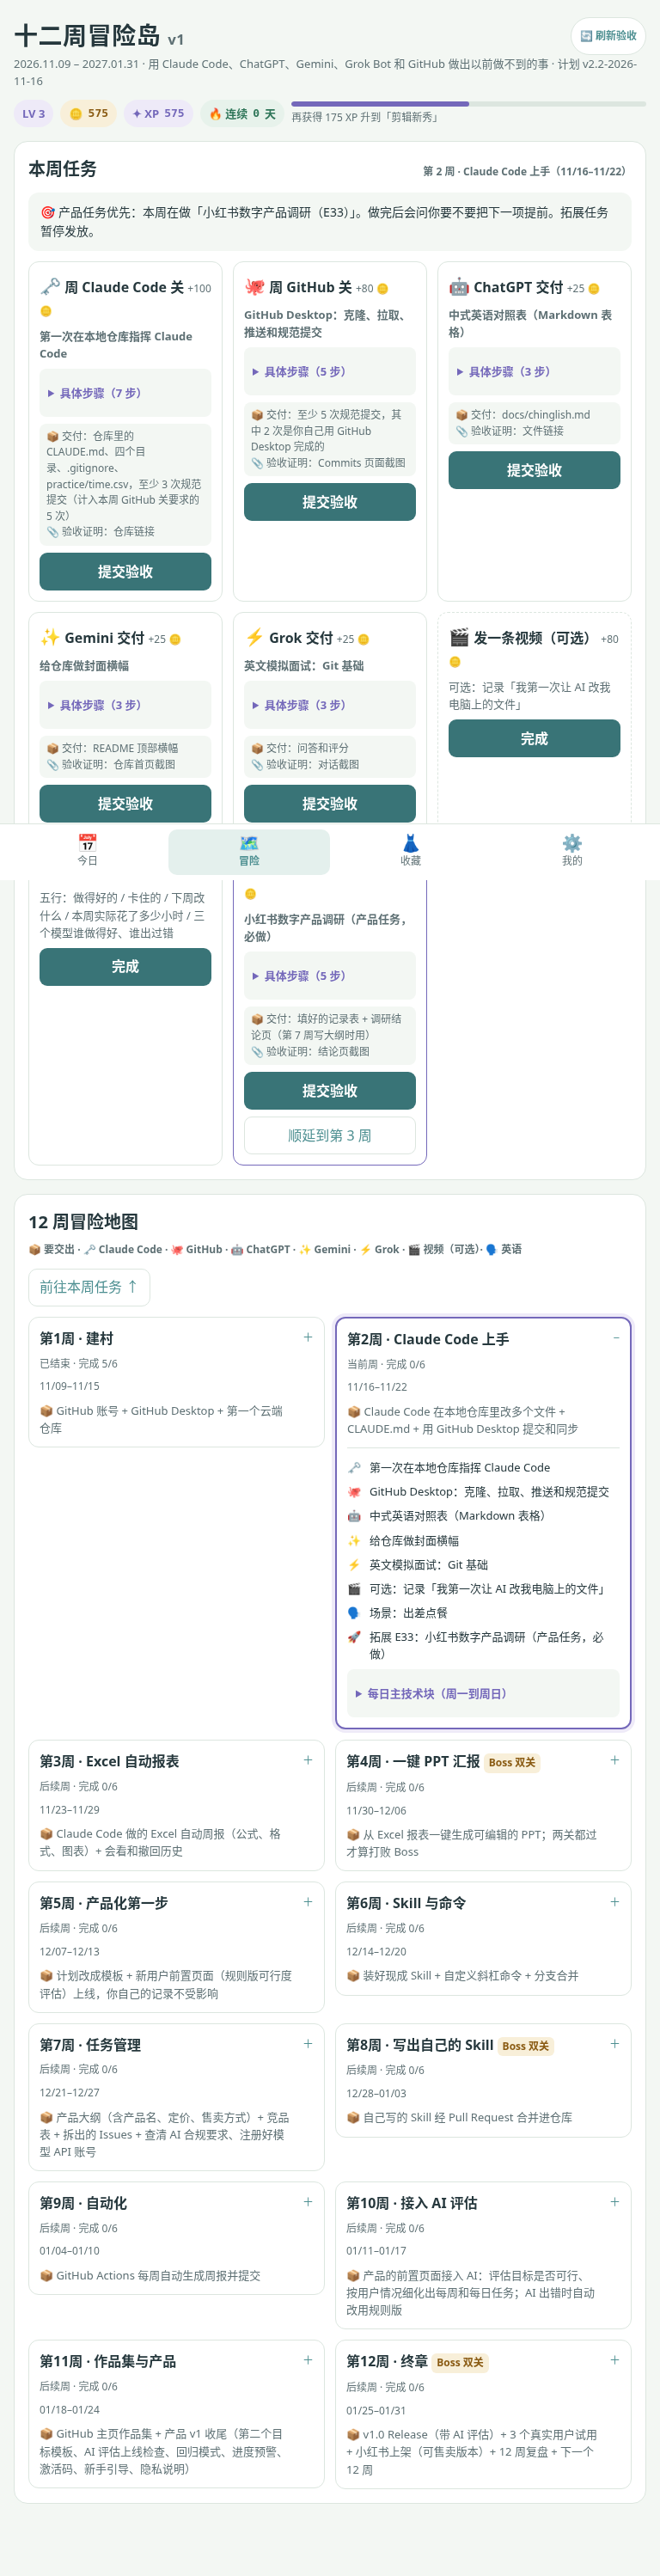 十二周冒险岛 v1
🔄 刷新验收
2026.11.09 – 2027.01.31 · 用 Claude Code、ChatGPT、Gemini、Grok Bot 和 GitHub 做出以前做不到的事 · 计划 v2.2-2026-
11-16
LV 3
🪙 575
✦ XP 575
🔥 连续 0 天
再获得 175 XP 升到「剪辑新秀」
本周任务
第 2 周 · Claude Code 上手（11/16–11/22）
🎯 产品任务优先：本周在做「小红书数字产品调研（E33）」。做完后会问你要不要把下一项提前。拓展任务
暂停发放。
🗝️ 周 Claude Code 关 +100
🪙
第一次在本地仓库指挥 Claude
Code
▶ 具体步骤（7 步）
📦 交付：仓库里的
CLAUDE.md、四个目
录、.gitignore、
practice/time.csv，至少 3 次规范
提交（计入本周 GitHub 关要求的
5 次）
📎 验收证明：仓库链接
提交验收
🐙 周 GitHub 关 +80 🪙
GitHub Desktop：克隆、拉取、
推送和规范提交
▶ 具体步骤（5 步）
📦 交付：至少 5 次规范提交，其
中 2 次是你自己用 GitHub
Desktop 完成的
📎 验收证明：Commits 页面截图
提交验收
🤖 ChatGPT 交付 +25 🪙
中式英语对照表（Markdown 表
格）
▶ 具体步骤（3 步）
📦 交付：docs/chinglish.md
📎 验收证明：文件链接
提交验收
✨ Gemini 交付 +25 🪙
给仓库做封面横幅
▶ 具体步骤（3 步）
📦 交付：README 顶部横幅
📎 验收证明：仓库首页截图
提交验收
⚡ Grok 交付 +25 🪙
英文模拟面试：Git 基础
▶ 具体步骤（3 步）
📦 交付：问答和评分
📎 验收证明：对话截图
提交验收
🎬 发一条视频（可选） +80
🪙
可选：记录「我第一次让 AI 改我
电脑上的文件」
完成
📅
今日
🗺️
冒险
👗
收藏
⚙️
我的
五行：做得好的 / 卡住的 / 下周改
什么 / 本周实际花了多少小时 / 三
个模型谁做得好、谁出过错
完成
🪙
小红书数字产品调研（产品任务，
必做）
▶ 具体步骤（5 步）
📦 交付：填好的记录表 + 调研结
论页（第 7 周写大纲时用）
📎 验收证明：结论页截图
提交验收
顺延到第 3 周
12 周冒险地图
📦 要交出 · 🗝️ Claude Code · 🐙 GitHub · 🤖 ChatGPT · ✨ Gemini · ⚡ Grok · 🎬 视频（可选）· 🗣️ 英语
前往本周任务 ↑
第1周 · 建村 +
已结束 · 完成 5/6
11/09–11/15
📦 GitHub 账号 + GitHub Desktop + 第一个云端
仓库
第2周 · Claude Code 上手 −
当前周 · 完成 0/6
11/16–11/22
📦 Claude Code 在本地仓库里改多个文件 +
CLAUDE.md + 用 GitHub Desktop 提交和同步
🗝️ 第一次在本地仓库指挥 Claude Code
🐙 GitHub Desktop：克隆、拉取、推送和规范提交
🤖 中式英语对照表（Markdown 表格）
✨ 给仓库做封面横幅
⚡ 英文模拟面试：Git 基础
🎬 可选：记录「我第一次让 AI 改我电脑上的文件」
🗣️ 场景：出差点餐
🚀 拓展 E33：小红书数字产品调研（产品任务，必
做）
▶ 每日主技术块（周一到周日）
第3周 · Excel 自动报表 +
后续周 · 完成 0/6
11/23–11/29
📦 Claude Code 做的 Excel 自动周报（公式、格
式、图表）+ 会看和撤回历史
第4周 · 一键 PPT 汇报 Boss 双关 +
后续周 · 完成 0/6
11/30–12/06
📦 从 Excel 报表一键生成可编辑的 PPT；两关都过
才算打败 Boss
第5周 · 产品化第一步 +
后续周 · 完成 0/6
12/07–12/13
📦 计划改成模板 + 新用户前置页面（规则版可行度
评估）上线，你自己的记录不受影响
第6周 · Skill 与命令 +
后续周 · 完成 0/6
12/14–12/20
📦 装好现成 Skill + 自定义斜杠命令 + 分支合并
第7周 · 任务管理 +
后续周 · 完成 0/6
12/21–12/27
📦 产品大纲（含产品名、定价、售卖方式）+ 竞品
表 + 拆出的 Issues + 查清 AI 合规要求、注册好模
型 API 账号
第8周 · 写出自己的 Skill Boss 双关 +
后续周 · 完成 0/6
12/28–01/03
📦 自己写的 Skill 经 Pull Request 合并进仓库
第9周 · 自动化 +
后续周 · 完成 0/6
01/04–01/10
📦 GitHub Actions 每周自动生成周报并提交
第10周 · 接入 AI 评估 +
后续周 · 完成 0/6
01/11–01/17
📦 产品的前置页面接入 AI：评估目标是否可行、
按用户情况细化出每周和每日任务；AI 出错时自动
改用规则版
第11周 · 作品集与产品 +
后续周 · 完成 0/6
01/18–01/24
📦 GitHub 主页作品集 + 产品 v1 收尾（第二个目
标模板、AI 评估上线检查、回归模式、进度预警、
激活码、新手引导、隐私说明）
第12周 · 终章 Boss 双关 +
后续周 · 完成 0/6
01/25–01/31
📦 v1.0 Release（带 AI 评估）+ 3 个真实用户试用
+ 小红书上架（可售卖版本）+ 12 周复盘 + 下一个
12 周